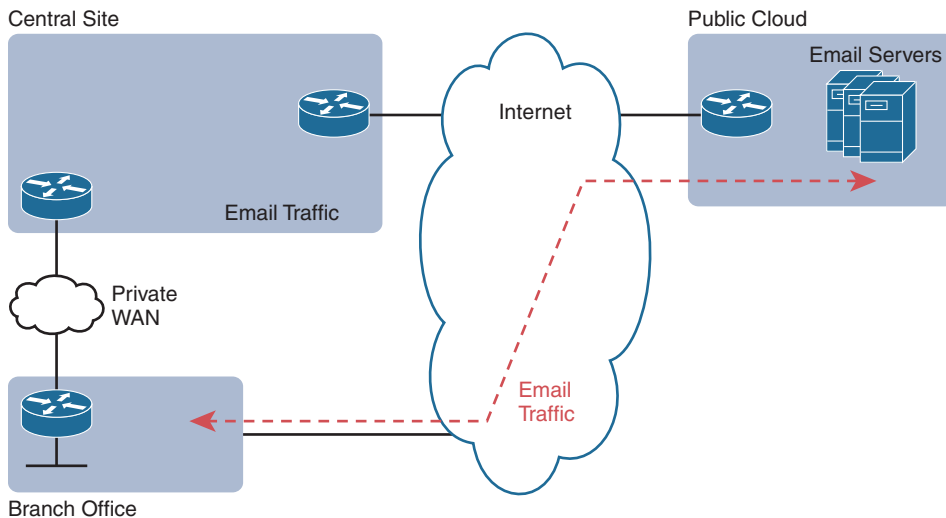 Central Site
Public Cloud
Email Servers
Internet
Email Traffic
Private
WAN
Email
Traffic
Branch Office